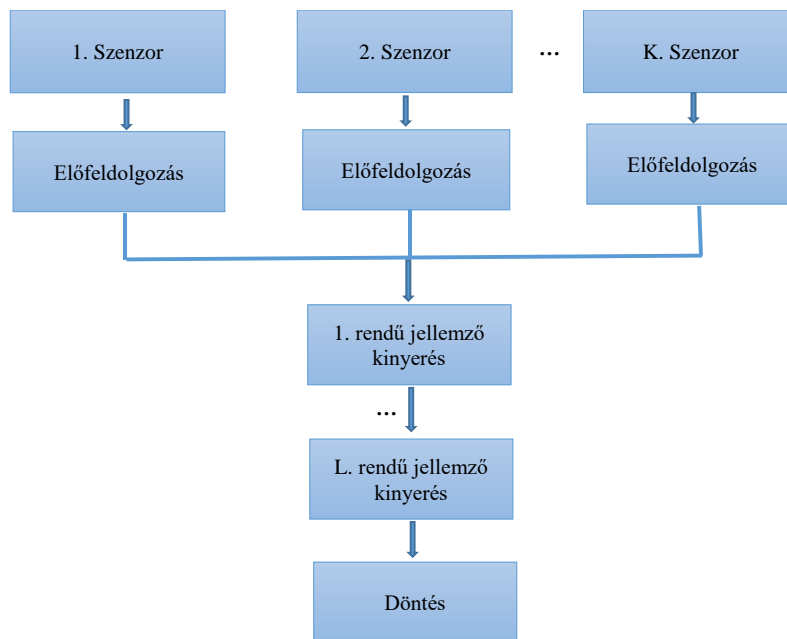 1. Szenzor
2. Szenzor
...
K. Szenzor
Előfeldolgozás
Előfeldolgozás
Előfeldolgozás
1. rendű jellemző
kinyerés
...
L. rendű jellemző
kinyerés
Döntés